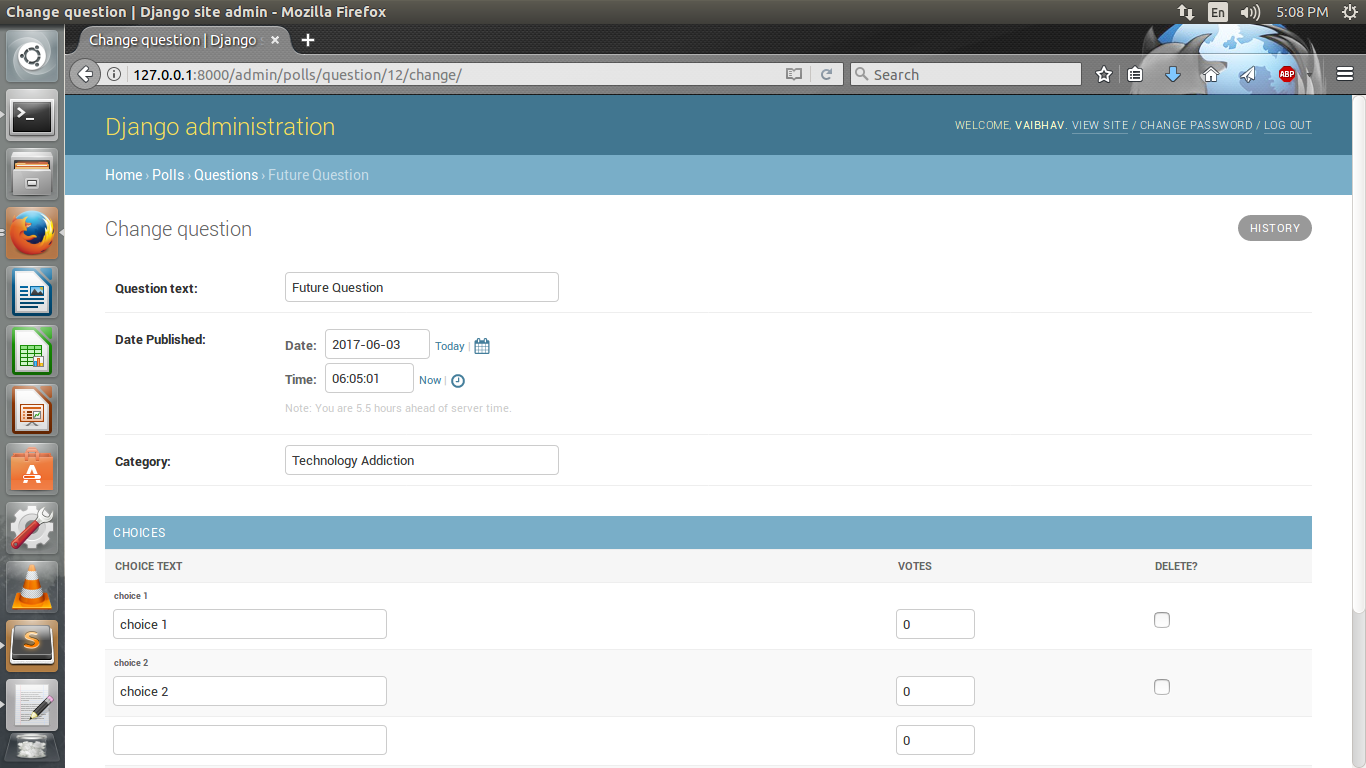 Change question | Django site admin - Mozilla Firefox
En
5:08 PM
Change question | Django
127.0.0.1:8000/admin/polls/question/12/change/
Search
ABP
Django administration
WELCOME, VAIBHAV. VIEW SITE / CHANGE PASSWORD / LOG OUT
Home › Polls › Questions › Future Question
Change question
HISTORY
Question text:
Future Question
Date Published:
Date: 2017-06-03 Today |
Time: 06:05:01 Now |
Note: You are 5.5 hours ahead of server time.
Category:
Technology Addiction
CHOICES
CHOICE TEXT VOTES DELETE?
choice 1
choice 1 0
choice 2
choice 2 0
0